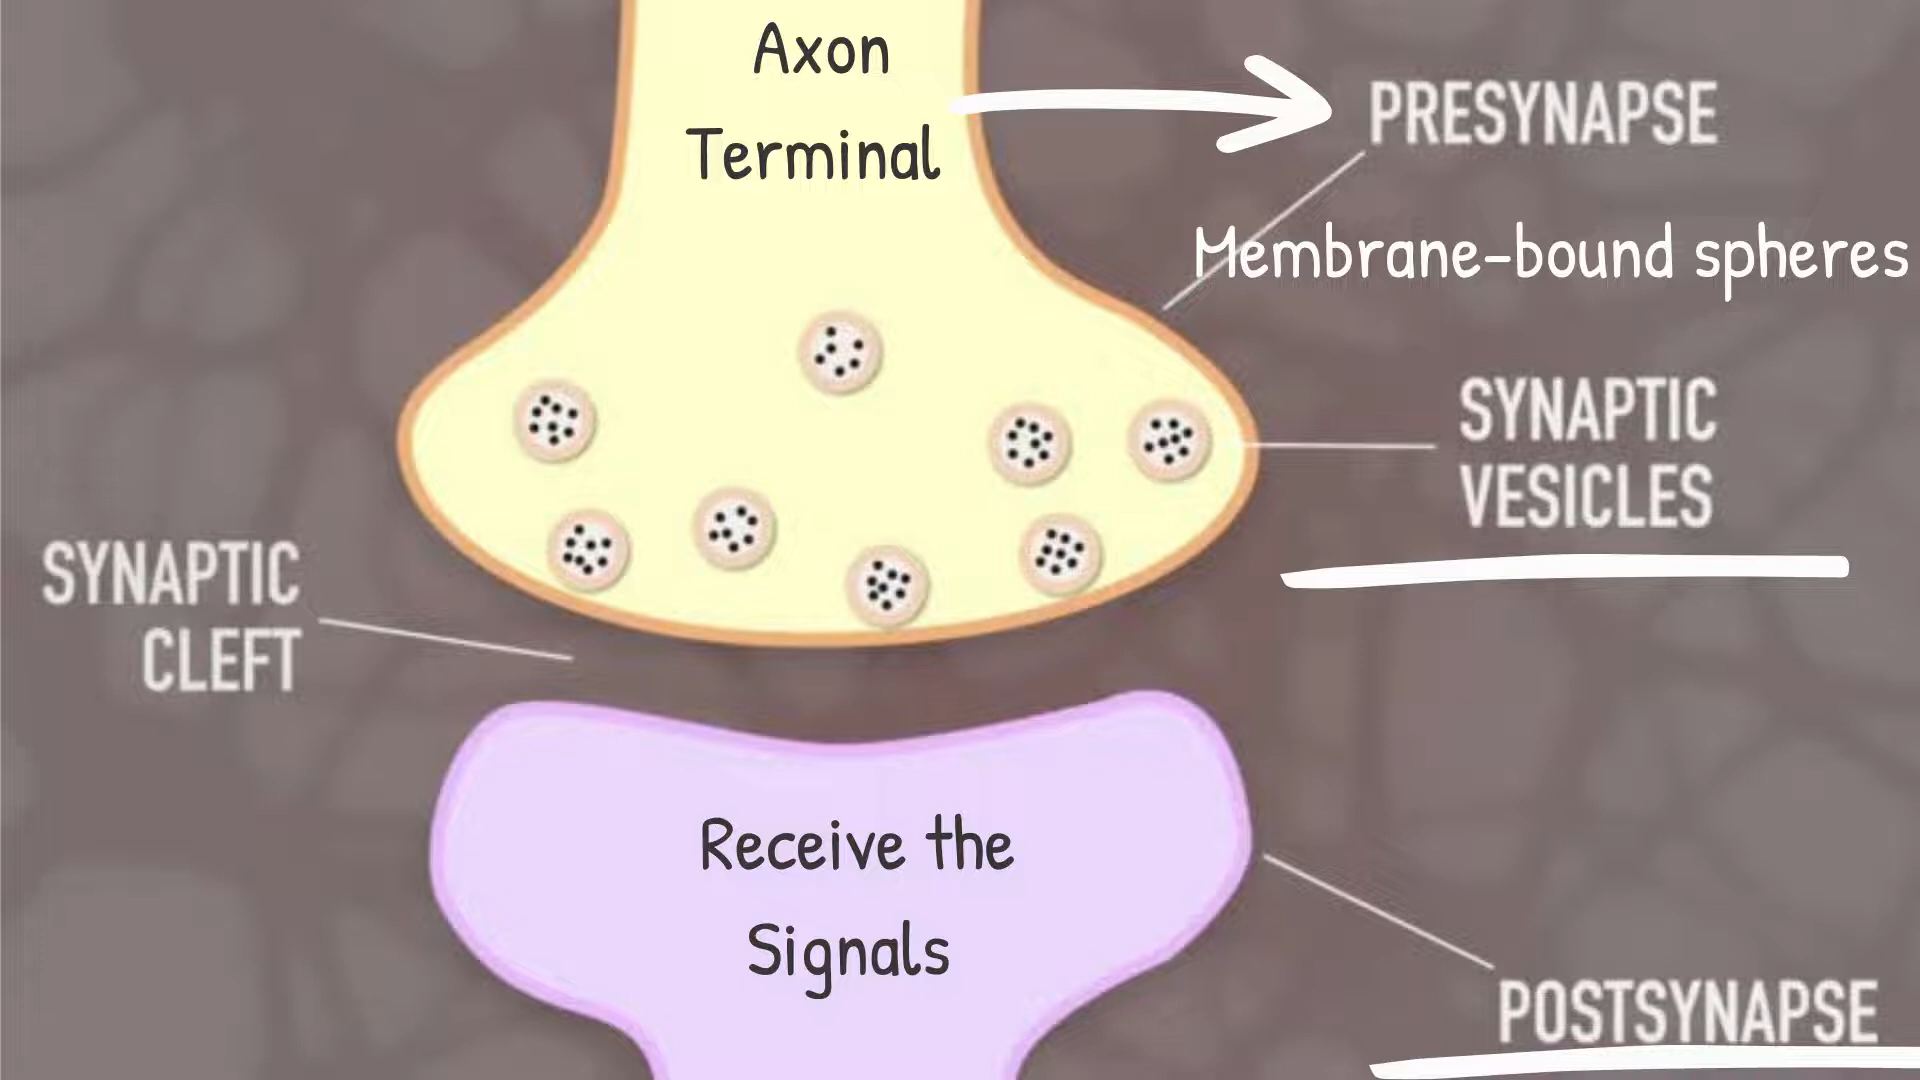 Axon
Terminal
PRESYNAPSE
Membrane-bound spheres
SYNAPTIC
VESICLES
SYNAPTIC
CLEFT
Receive the
Signals
POSTSYNAPSE